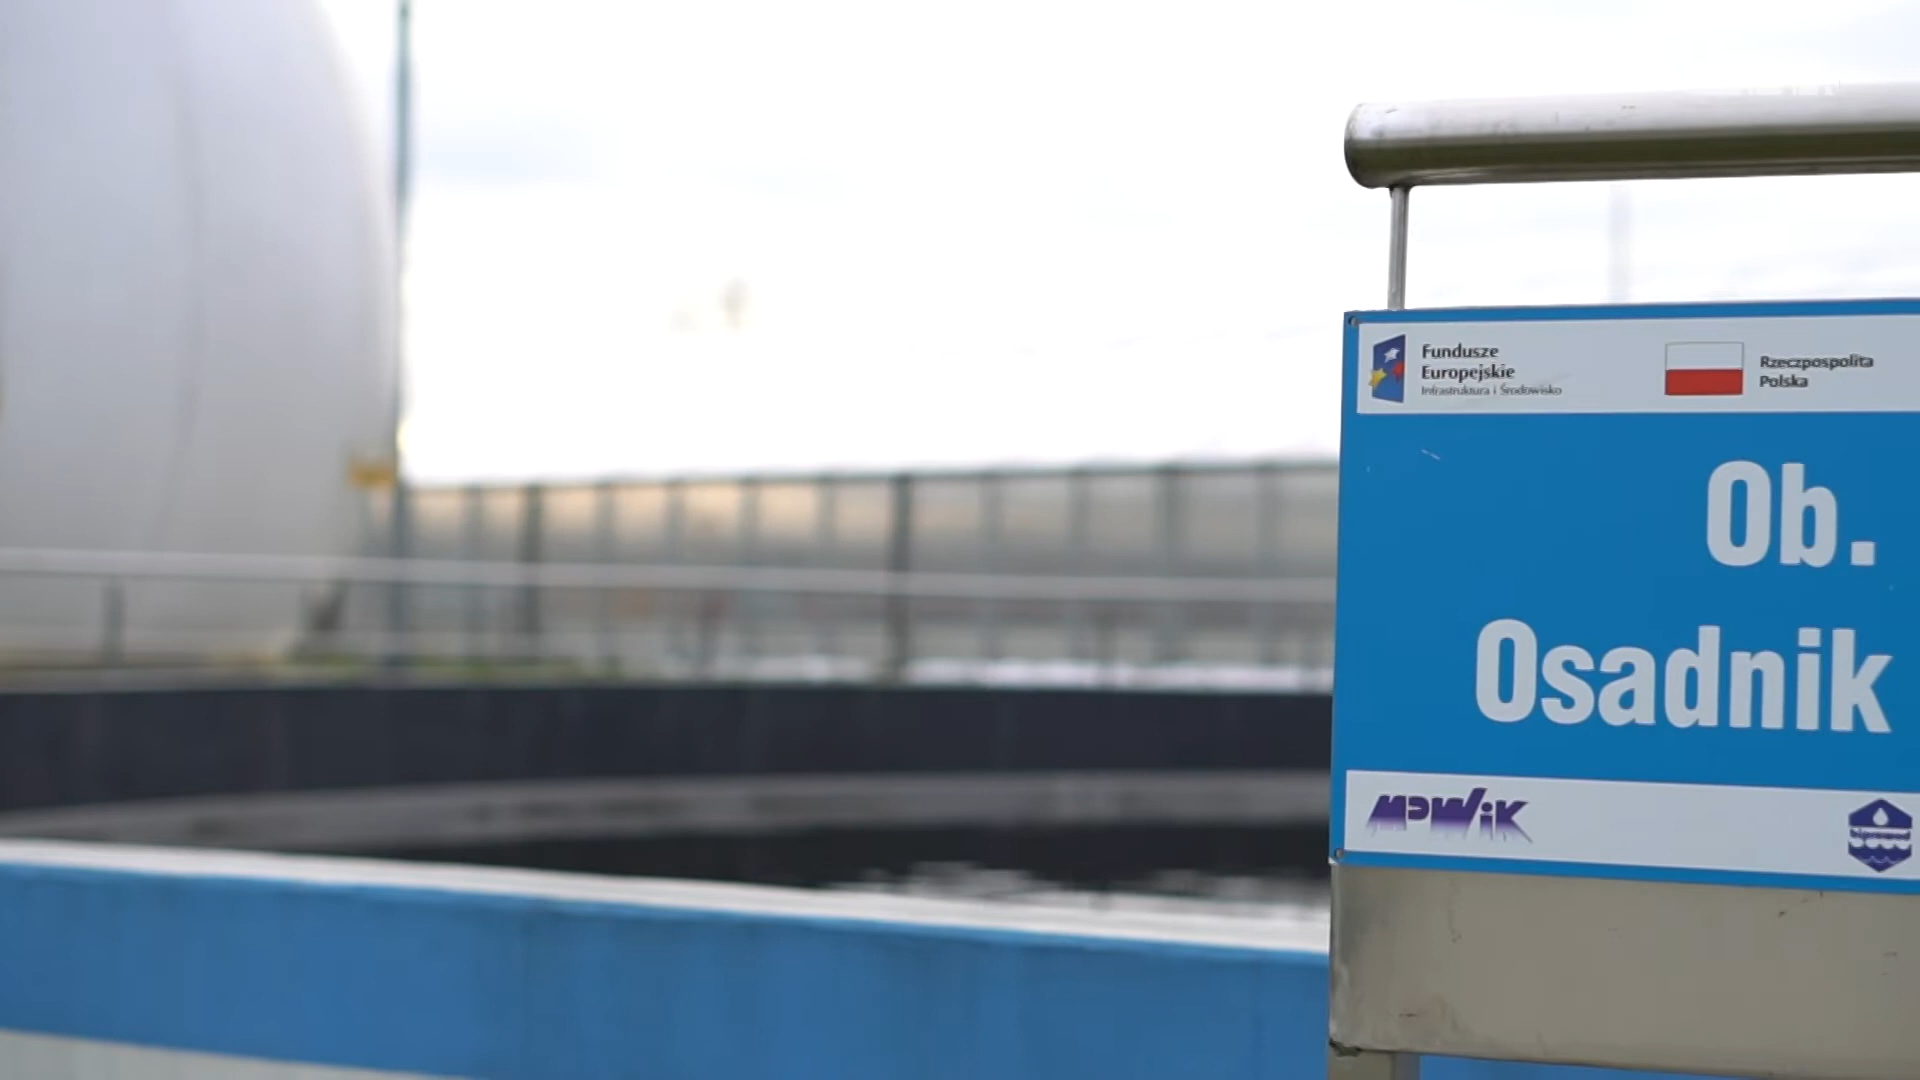 Fundusze
Europejskie
Infrastruktura i Środowisko
Rzeczpospolita
Polska
Ob.
Osadnik
MPWiK